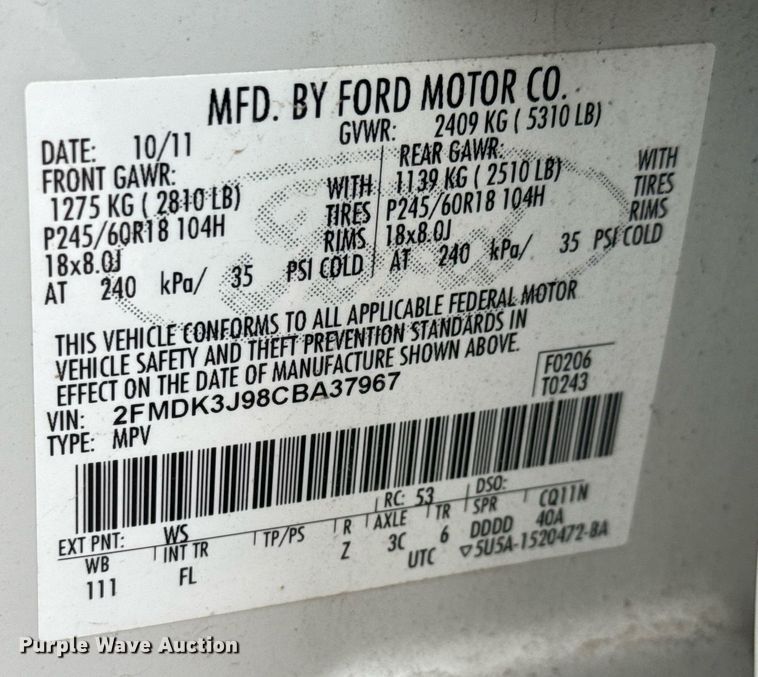 MFD. BY FORD MOTOR CO.
DATE: 10/11 GVWR: 2409 KG ( 5310 LB)
FRONT GAWR: REAR GAWR:
1275 KG ( 2810 LB) WITH 1139 KG ( 2510 LB) WITH
P245/60R18 104H TIRES P245/60R18 104H TIRES
18x8.0J RIMS 18x8.0J RIMS
AT 240 kPa/ 35 PSI COLD AT 240 kPa/ 35 PSI COLD
THIS VEHICLE CONFORMS TO ALL APPLICABLE FEDERAL MOTOR
VEHICLE SAFETY AND THEFT PREVENTION STANDARDS IN
EFFECT ON THE DATE OF MANUFACTURE SHOWN ABOVE.
F0206
VIN: 2FMDK3J98CBA37967 T0243
TYPE: MPV
RC: 53 DSO:
EXT PNT: WS CQ11N
WB INT TR TP/PS R AXLE TR SPR 40A
111 FL Z 3C 6 DDDD
UTC ▽5U5A-1520472-BA
Ford
Purple Wave Auction